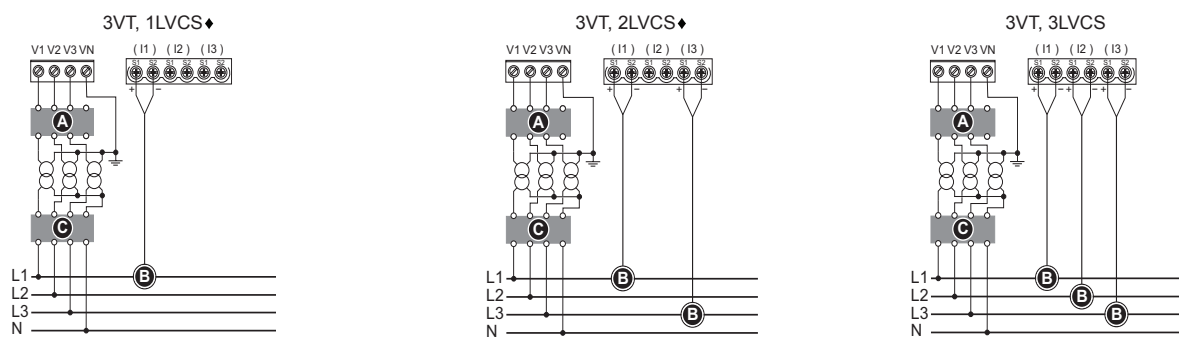 3VT, 1LVCS♦
V1 V2 V3 VN
( I1 ) ( I2 ) ( I3 )
S1 S2 S1 S2 S1 S2
+ −
A
C
L1
B
L2
L3
N
3VT, 2LVCS♦
V1 V2 V3 VN
( I1 ) ( I2 ) ( I3 )
S1 S2 S1 S2 S1 S2
+ − + −
A
C
L1
B
L2
L3
B
N
3VT, 3LVCS
V1 V2 V3 VN
( I1 ) ( I2 ) ( I3 )
S1 S2 S1 S2 S1 S2
+ − + − + −
A
C
L1
B
L2
B
L3
B
N